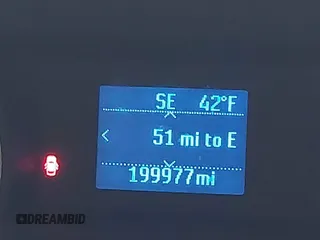 SE 42°F
51 mi to E
199977mi
DREAMBID